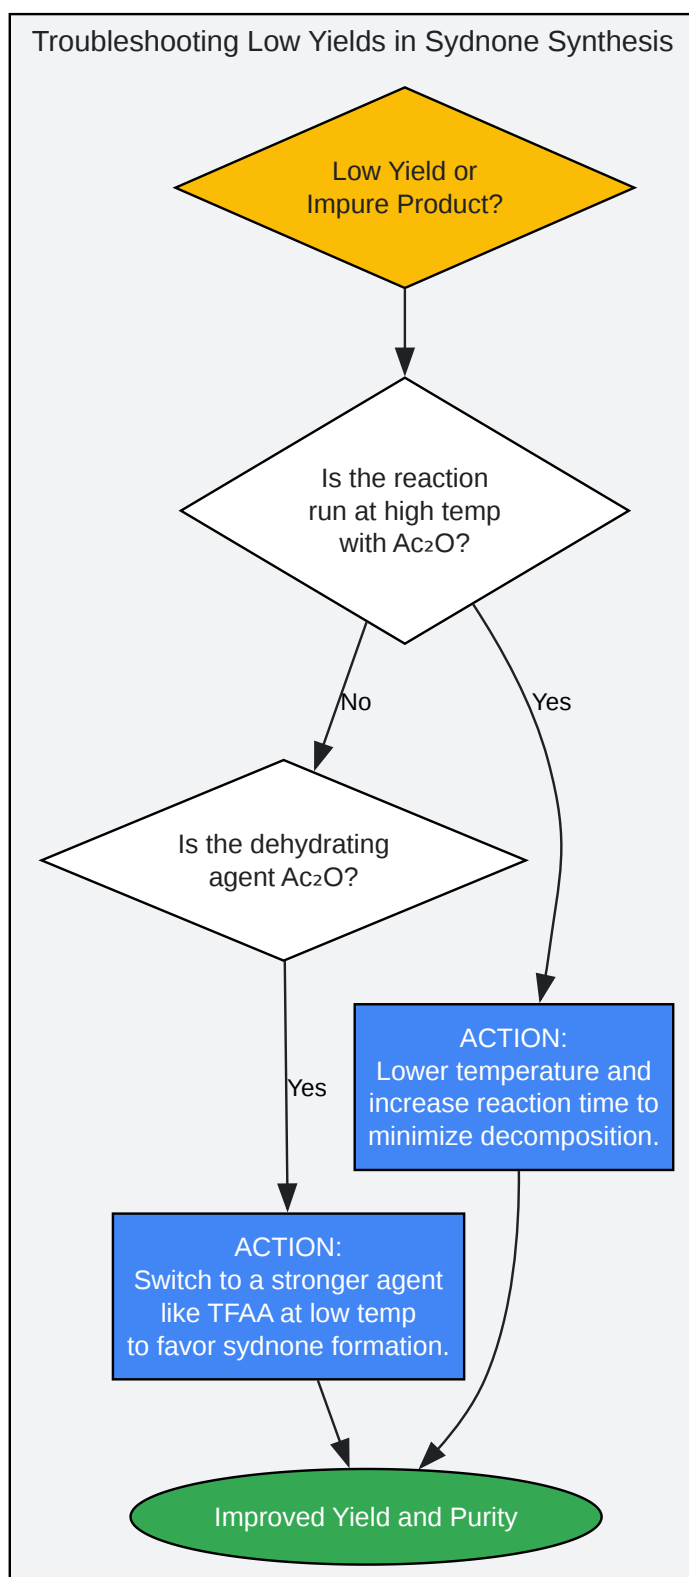 Troubleshooting Low Yields in Sydnone Synthesis
Low Yield or
Impure Product?
Is the reaction
run at high temp
with Ac₂O?
No
Yes
Is the dehydrating
agent Ac₂O?
ACTION:
Lower temperature and
increase reaction time to
minimize decomposition.
Yes
ACTION:
Switch to a stronger agent
like TFAA at low temp
to favor sydnone formation.
Improved Yield and Purity